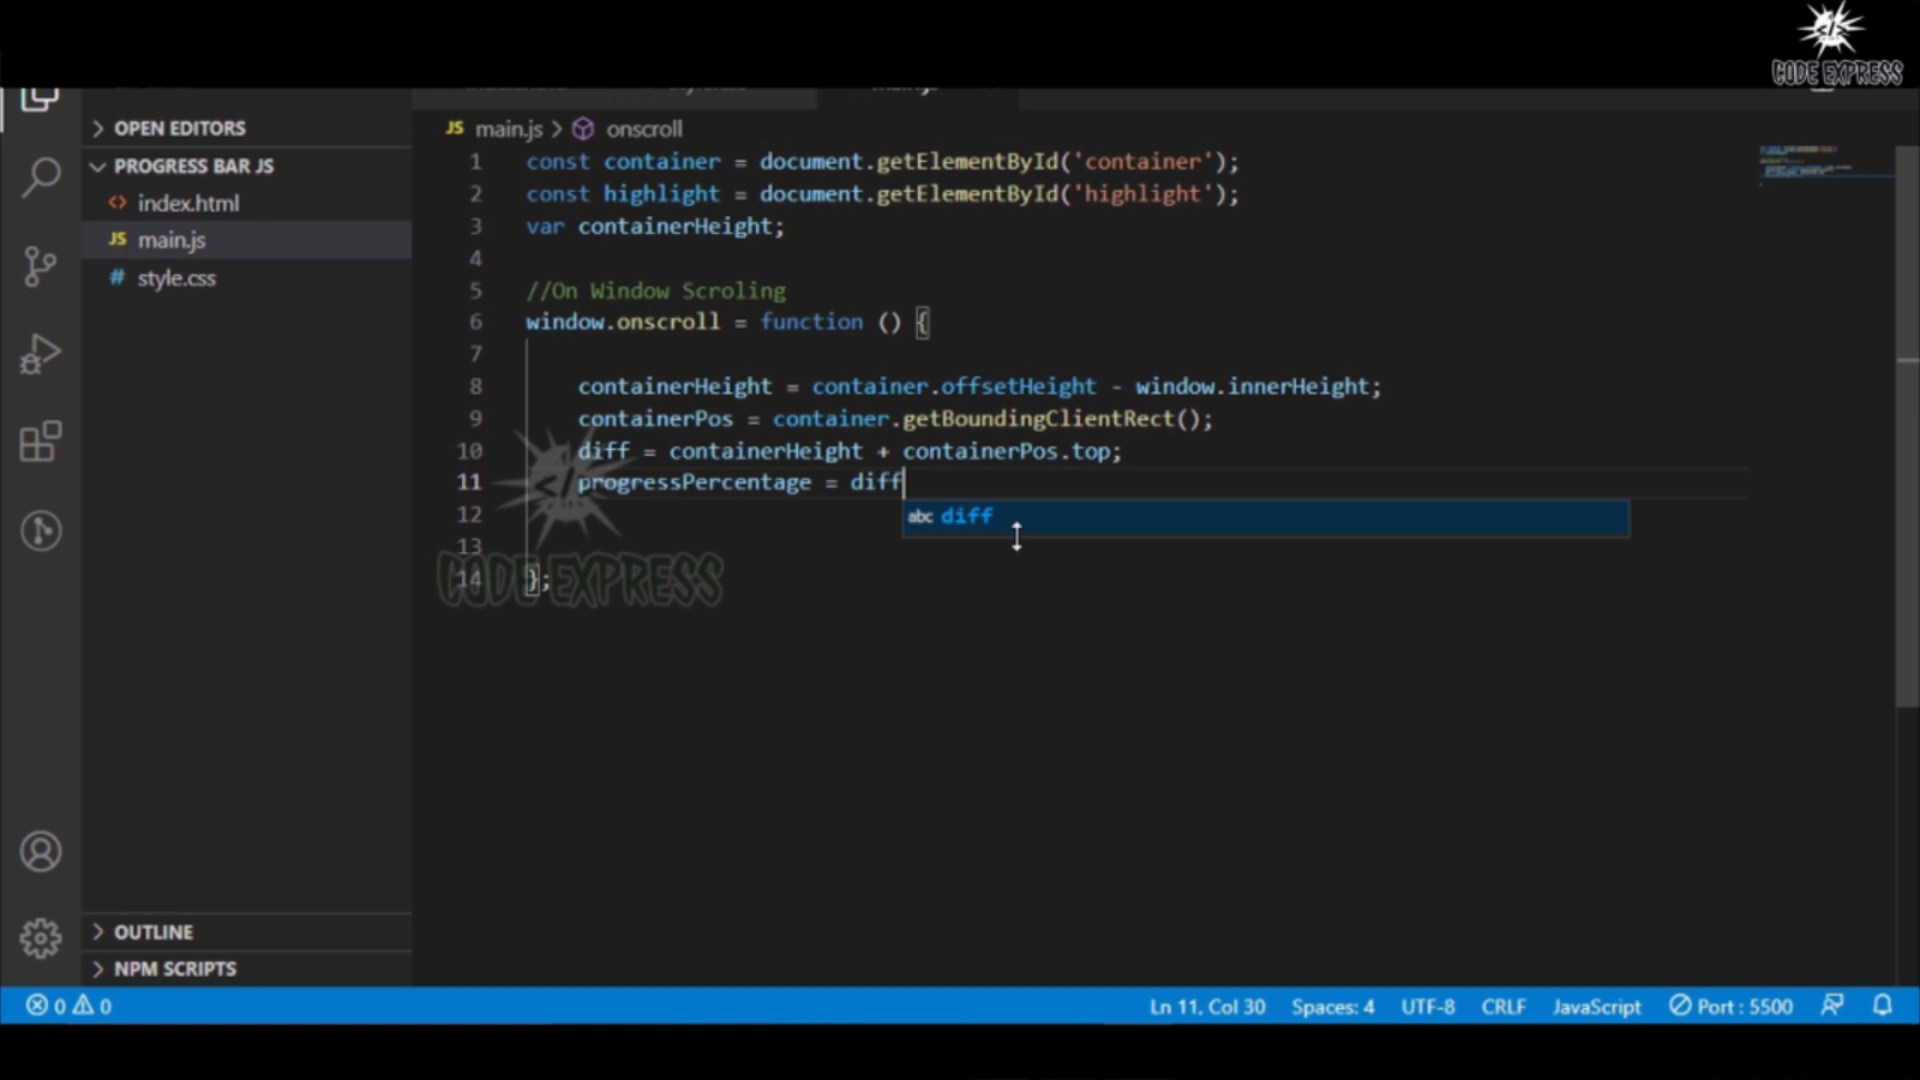 CODE EXPRESS
OPEN EDITORS
PROGRESS BAR JS
<> index.html
JS main.js
# style.css
OUTLINE
NPM SCRIPTS
JS main.js > onscroll
1 const container = document.getElementById('container');
2 const highlight = document.getElementById('highlight');
3 var containerHeight;
4
5 //On Window Scroling
6 window.onscroll = function () {
7
8 containerHeight = container.offsetHeight - window.innerHeight;
9 containerPos = container.getBoundingClientRect();
10 diff = containerHeight + containerPos.top;
11 progressPercentage = diff
12 abc diff
13
14 };
CODE EXPRESS
0 0 Ln 11, Col 30 Spaces: 4 UTF-8 CRLF JavaScript Port : 5500